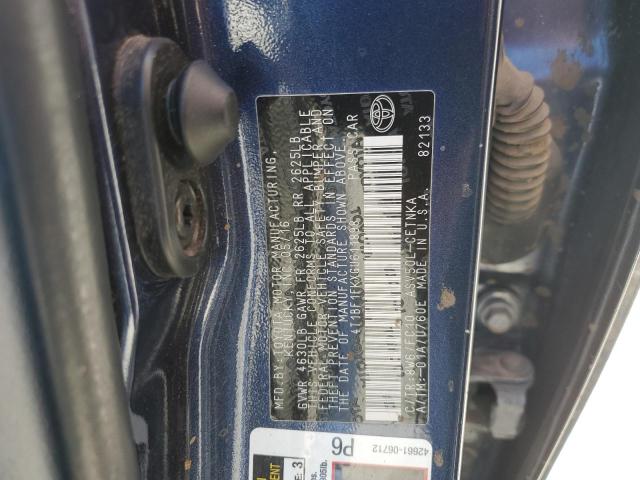 MFD.BY: TOYOTA MOTOR MANUFACTURING,
KENTUCKY, INC. 05/16
GVWR 4630LB GAWR FR 2625LB RR 2625LB
THIS VEHICLE CONFORMS TO ALL APPLICABLE
FEDERAL MOTOR VEHICLE SAFETY, BUMPER, AND
THEFT PREVENTION STANDARDS IN EFFECT ON
THE DATE OF MANUFACTURE SHOWN ABOVE.
PASS. CAR
C/TR: 8W6 FE10 ASV50L-CETNKA
A/TM: -01A/U760E MADE IN U.S.A.
82133
P6
42661-06712